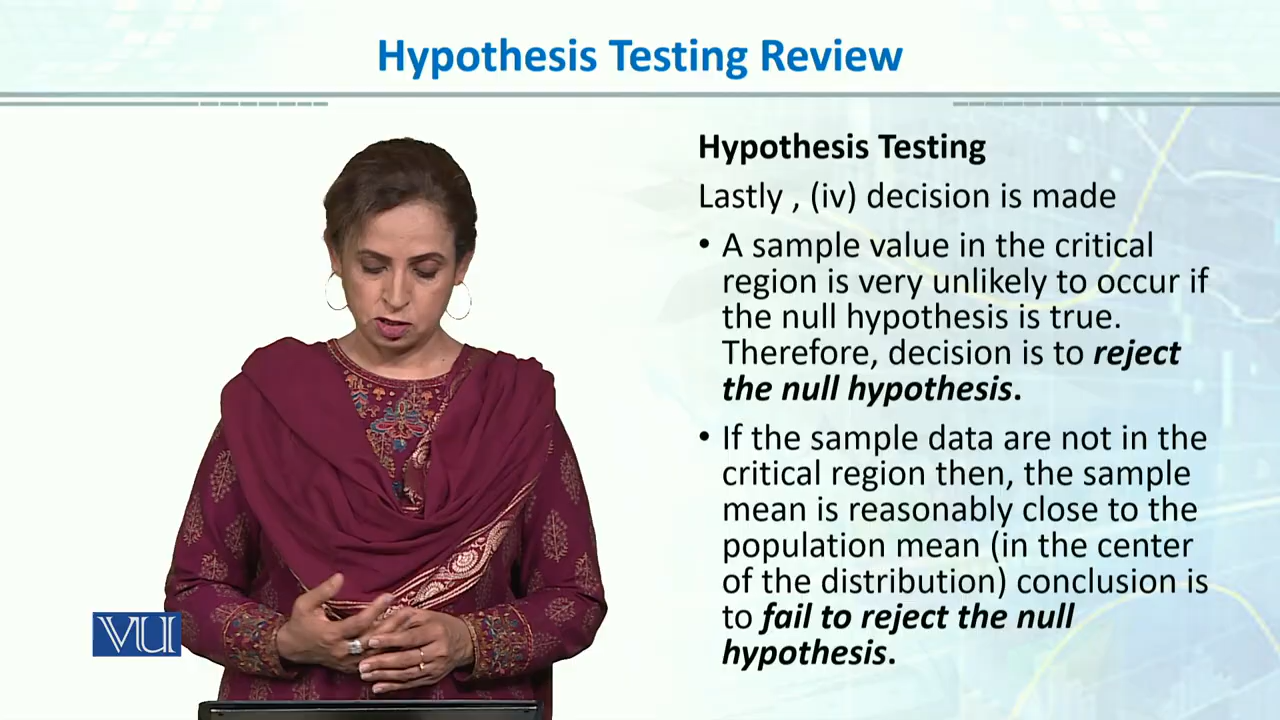 Hypothesis Testing Review
Hypothesis Testing
Lastly , (iv) decision is made
• A sample value in the critical
region is very unlikely to occur if
the null hypothesis is true.
Therefore, decision is to reject
the null hypothesis.
• If the sample data are not in the
critical region then, the sample
mean is reasonably close to the
population mean (in the center
of the distribution) conclusion is
to fail to reject the null
hypothesis.
VU